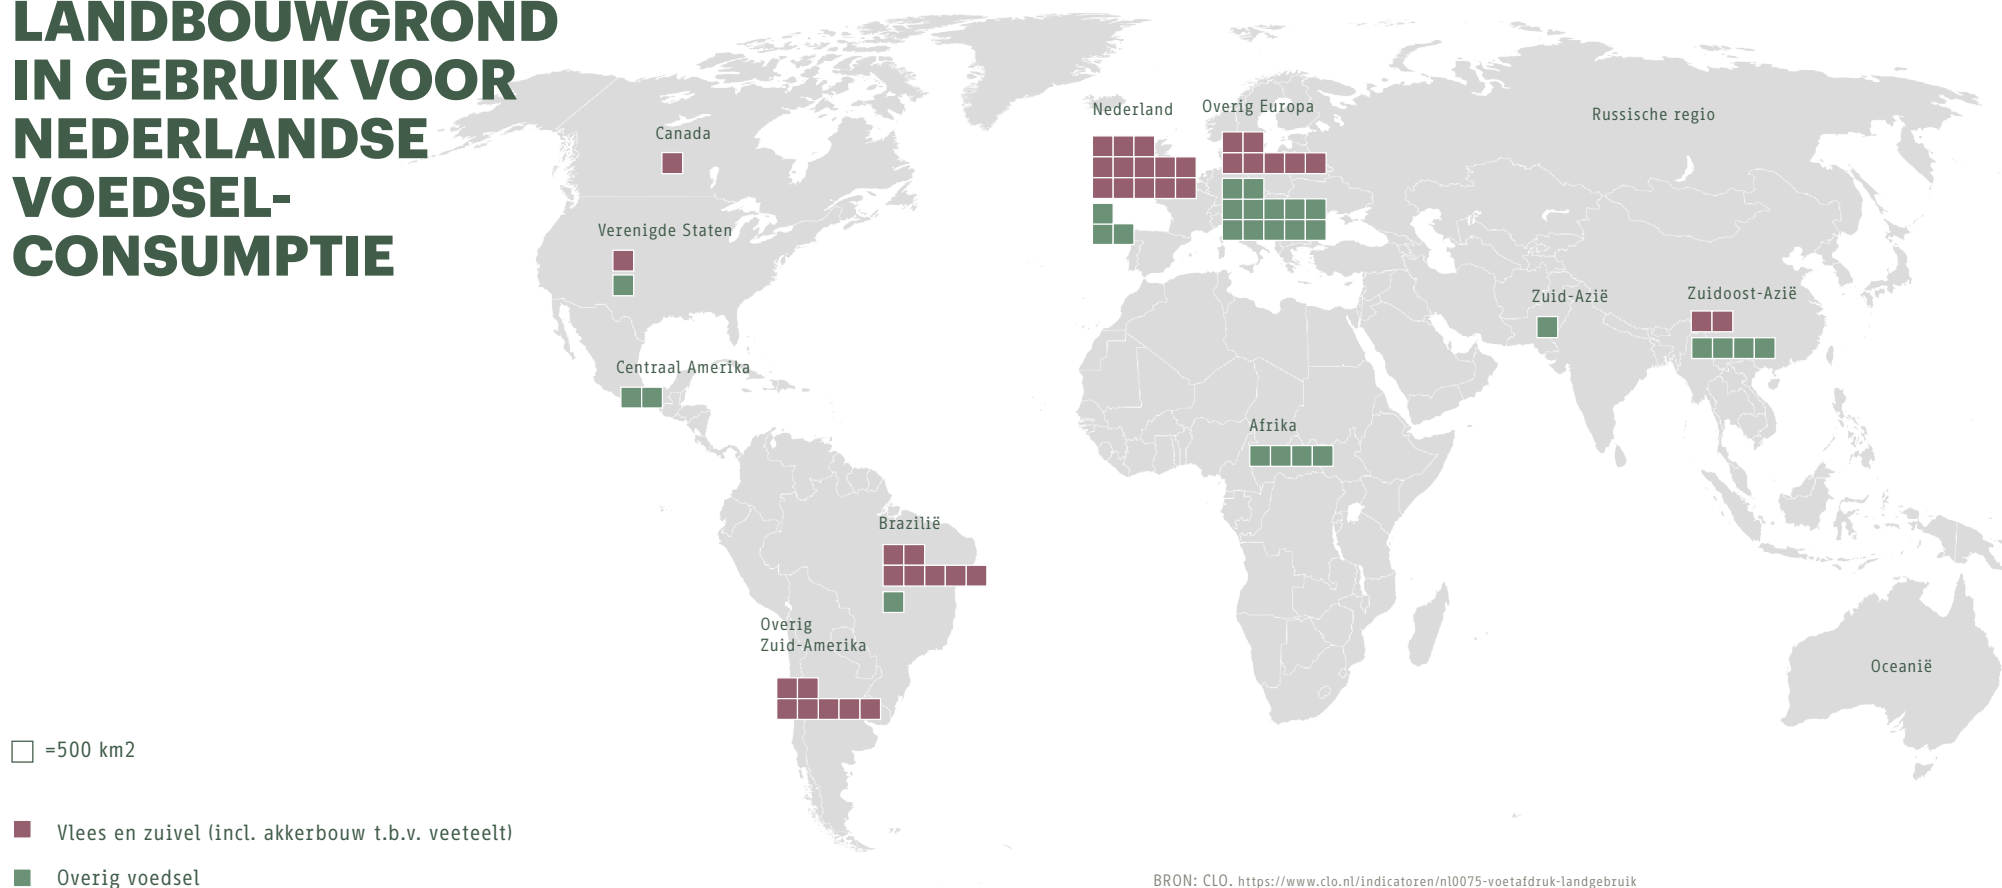 LANDBOUWGROND
IN GEBRUIK VOOR
NEDERLANDSE
VOEDSEL-
CONSUMPTIE
Canada
Verenigde Staten
Centraal Amerika
Brazilië
Overig
Zuid-Amerika
Nederland
Overig Europa
Russische regio
Zuid-Azië
Zuidoost-Azië
Afrika
Oceanië
=500 km2
Vlees en zuivel (incl. akkerbouw t.b.v. veeteelt)
Overig voedsel
BRON: CLO. https://www.clo.nl/indicatoren/nl0075-voetafdruk-landgebruik